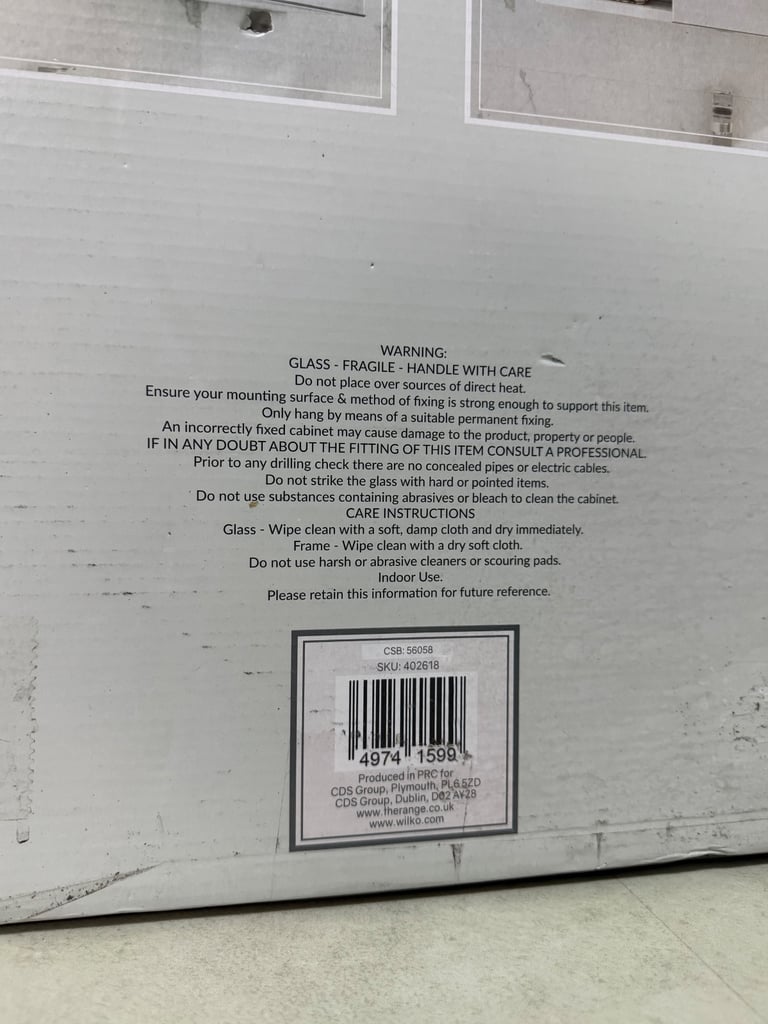 WARNING:
GLASS - FRAGILE - HANDLE WITH CARE
Do not place over sources of direct heat.
Ensure your mounting surface & method of fixing is strong enough to support this item.
Only hang by means of a suitable permanent fixing.
An incorrectly fixed cabinet may cause damage to the product, property or people.
IF IN ANY DOUBT ABOUT THE FITTING OF THIS ITEM CONSULT A PROFESSIONAL.
Prior to any drilling check there are no concealed pipes or electric cables.
Do not strike the glass with hard or pointed items.
Do not use substances containing abrasives or bleach to clean the cabinet.
CARE INSTRUCTIONS
Glass - Wipe clean with a soft, damp cloth and dry immediately.
Frame - Wipe clean with a dry soft cloth.
Do not use harsh or abrasive cleaners or scouring pads.
Indoor Use.
Please retain this information for future reference.
CSB: 56058
SKU: 402618
4974 1599
Produced in PRC for
CDS Group, Plymouth, PL6 5ZD
CDS Group, Dublin, D02 AY28
www.therange.co.uk
www.wilko.com